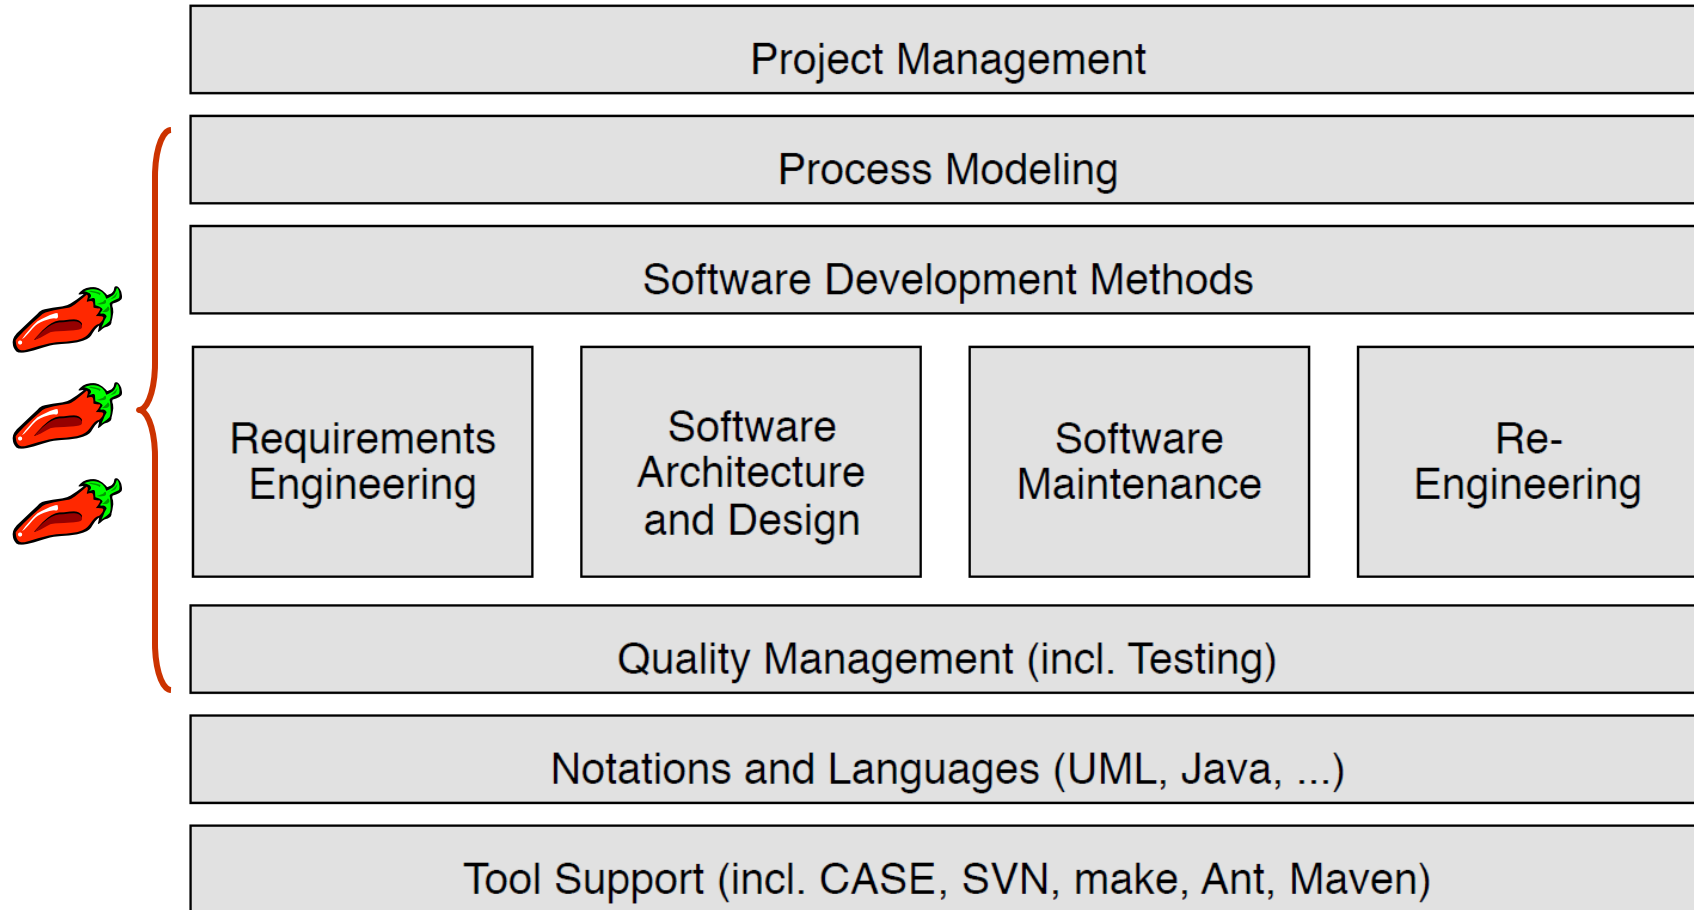 Project Management
Process Modeling
Software Development Methods
Requirements
Engineering
Software
Architecture
and Design
Software
Maintenance
Re-
Engineering
Quality Management (incl. Testing)
Notations and Languages (UML, Java, ...)
Tool Support (incl. CASE, SVN, make, Ant, Maven)